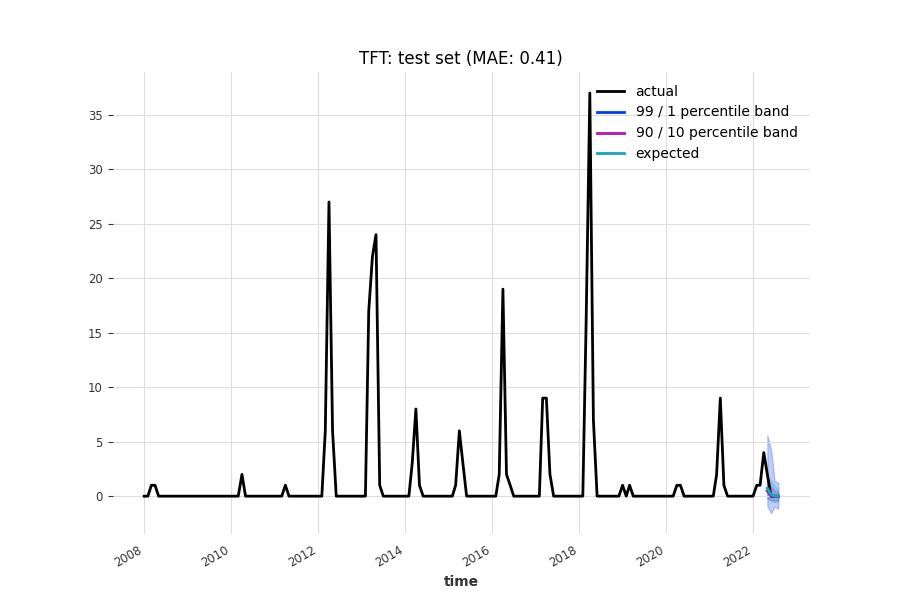 TFT: test set (MAE: 0.41)
actual
99 / 1 percentile band
90 / 10 percentile band
expected
35
30
25
20
15
10
5
0
2008
2010
2012
2014
2016
2018
2020
2022
time